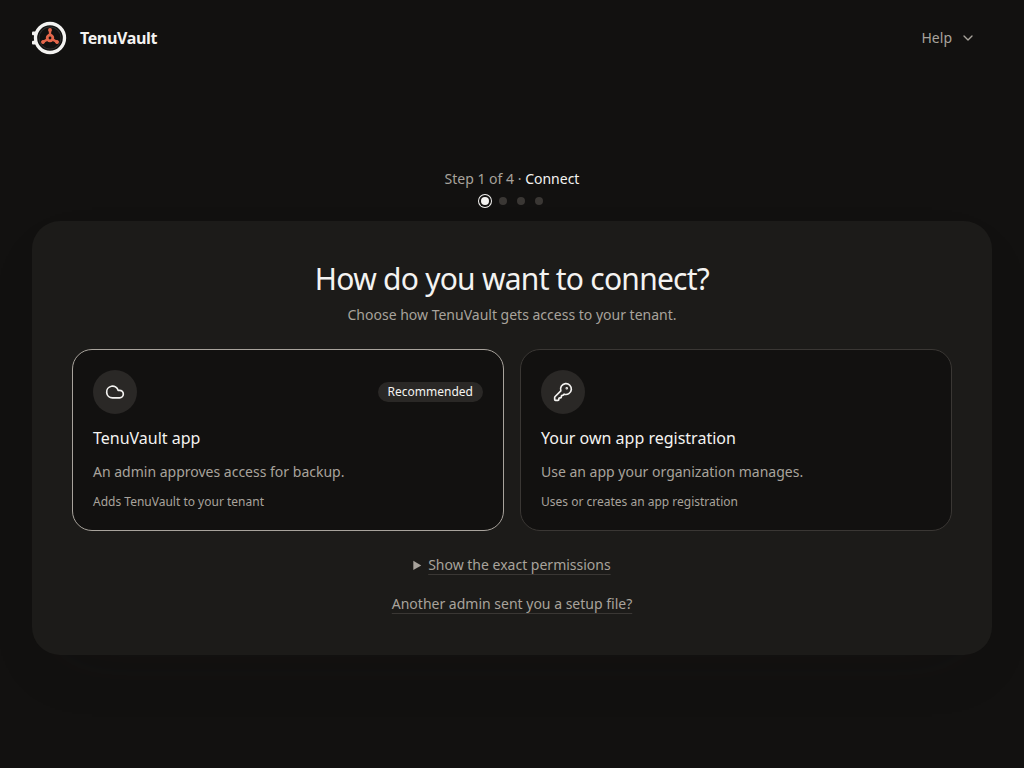 TenuVault
Help
Step 1 of 4 · Connect
How do you want to connect?
Choose how TenuVault gets access to your tenant.
Recommended
TenuVault app
An admin approves access for backup.
Adds TenuVault to your tenant
Your own app registration
Use an app your organization manages.
Uses or creates an app registration
Show the exact permissions
Another admin sent you a setup file?